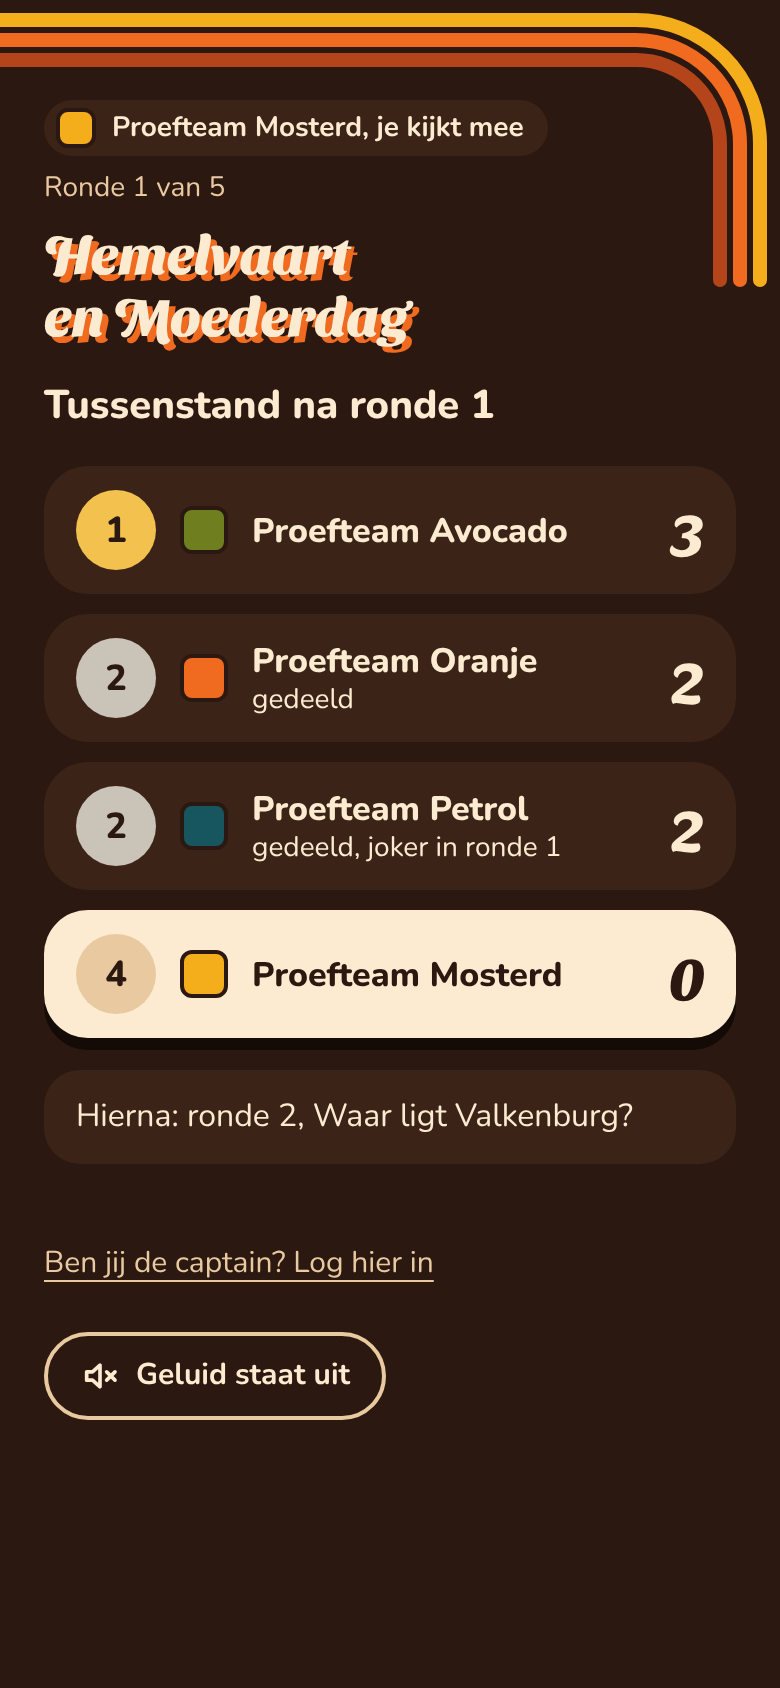 Proefteam Mosterd, je kijkt mee
Ronde 1 van 5
Hemelvaart
en Moederdag
Tussenstand na ronde 1
1 Proefteam Avocado 3
2 Proefteam Oranje 2
gedeeld
2 Proefteam Petrol 2
gedeeld, joker in ronde 1
4 Proefteam Mosterd 0
Hierna: ronde 2, Waar ligt Valkenburg?
Ben jij de captain? Log hier in
Geluid staat uit